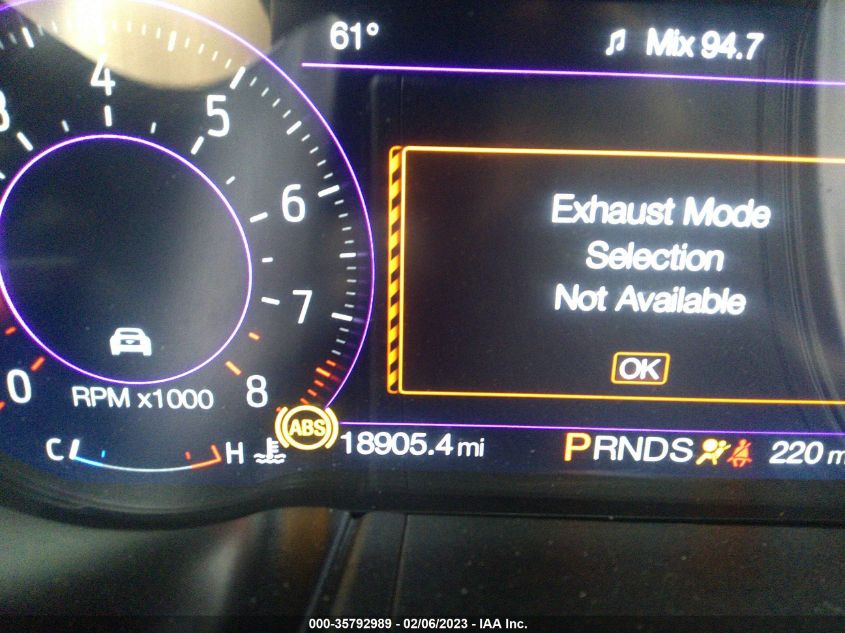 61°
Mix 94.7
4
5
6
7
8
0
RPM x1000
Exhaust Mode
Selection
Not Available
OK
C
H
ABS
18905.4 mi
PRNDS
220 m
000-35792989 - 02/06/2023 - IAA Inc.